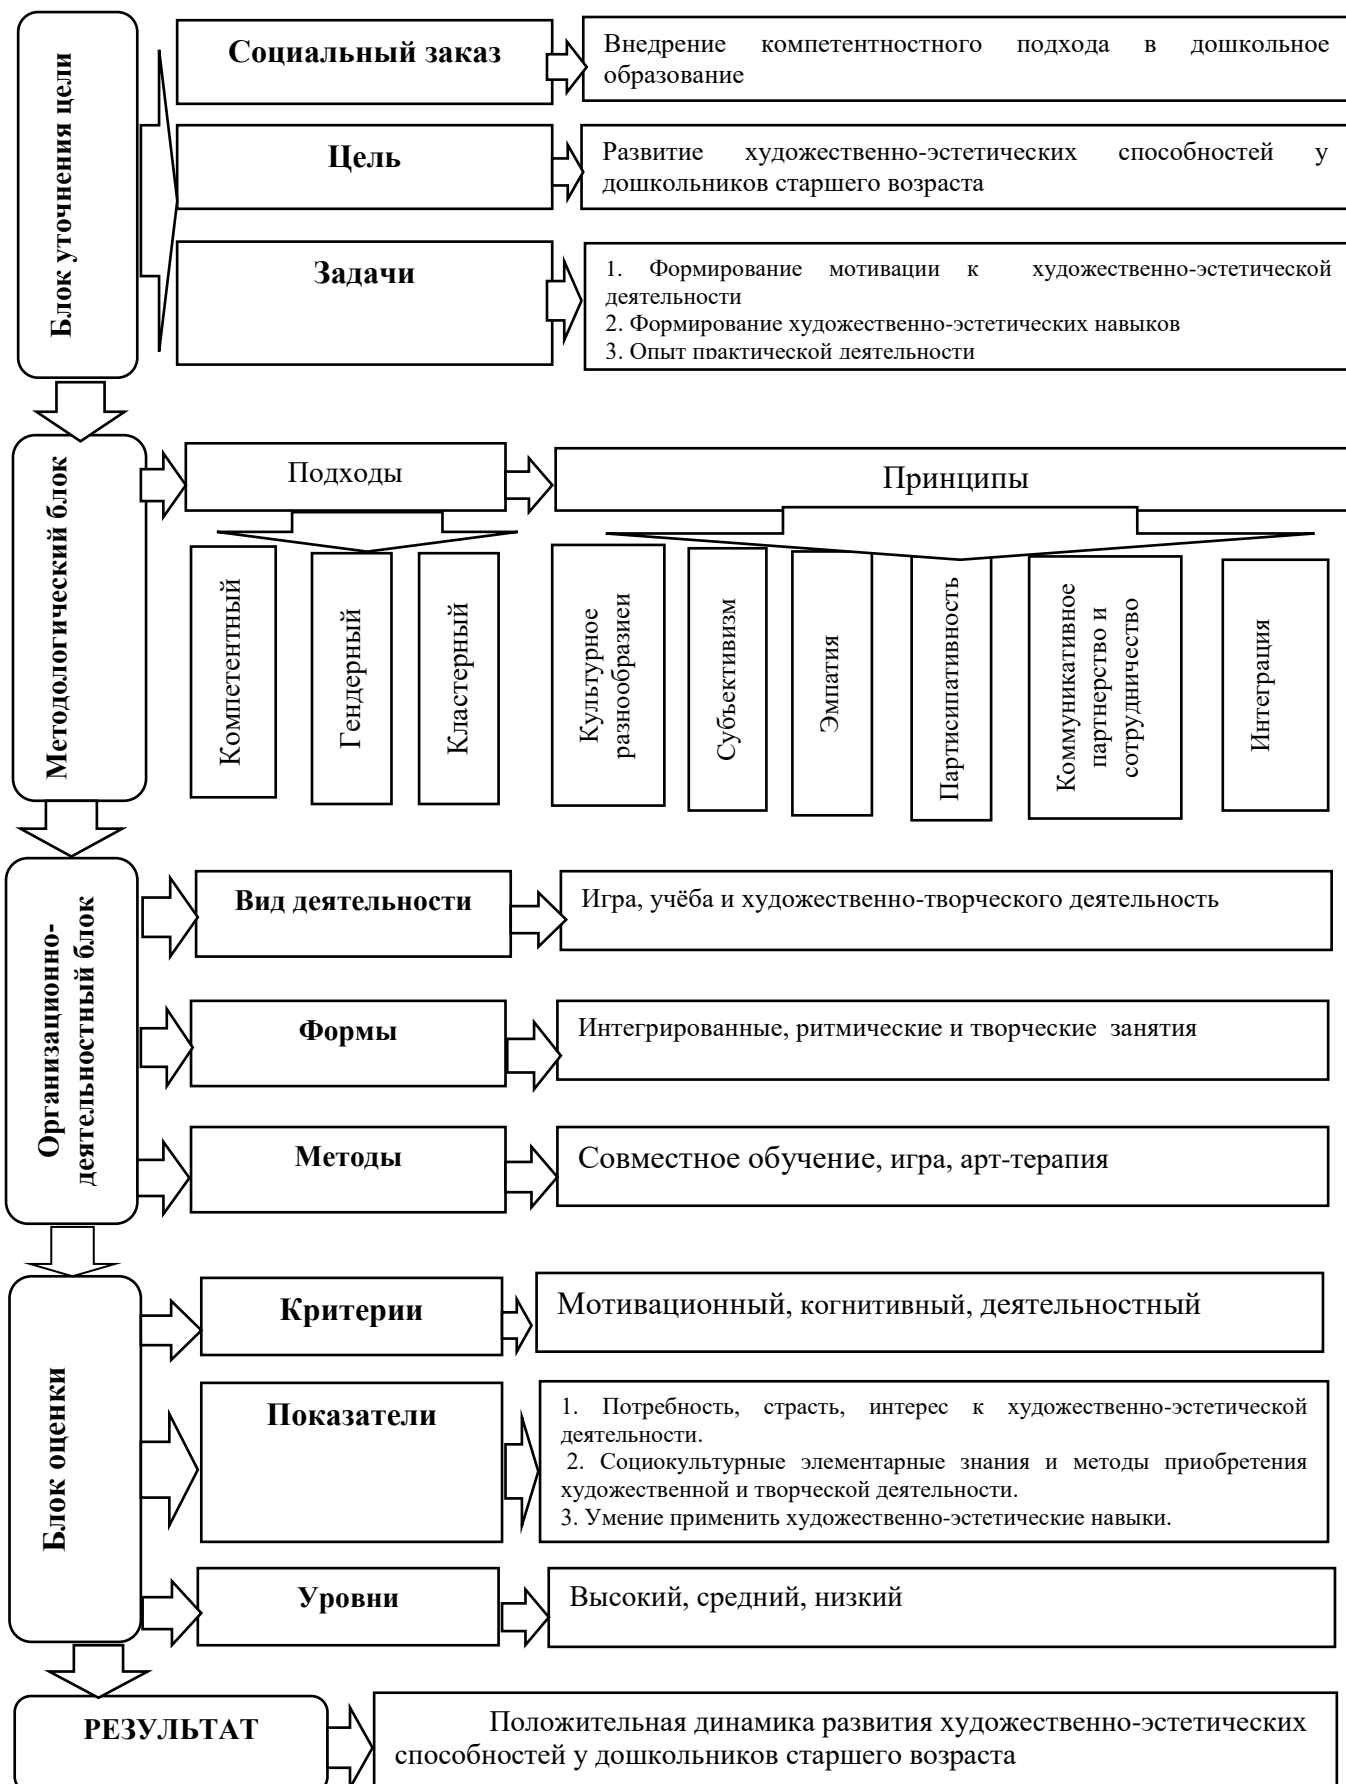 Блок уточнения цели
Социальный заказ
Внедрение компетентностного подхода в дошкольное
образование
Цель
Развитие художественно-эстетических способностей у
дошкольников старшего возраста
Задачи
1. Формирование мотивации к художественно-эстетической
деятельности
2. Формирование художественно-эстетических навыков
3. Опыт практической деятельности
Методологический блок
Подходы
Принципы
Компетентный
Гендерный
Кластерный
Культурное
разнообразиеи
Субъективизм
Эмпатия
Партисипативность
Коммуникативное
партнерство и
сотрудничество
Интеграция
Организационно-
деятельностный блок
Вид деятельности
Игра, учёба и художественно-творческого деятельность
Формы
Интегрированные, ритмические и творческие занятия
Методы
Совместное обучение, игра, арт-терапия
Блок оценки
Критерии
Мотивационный, когнитивный, деятельностный
Показатели
1. Потребность, страсть, интерес к художественно-эстетической
деятельности.
2. Социокультурные элементарные знания и методы приобретения
художественной и творческой деятельности.
3. Умение применить художественно-эстетические навыки.
Уровни
Высокий, средний, низкий
РЕЗУЛЬТАТ
Положительная динамика развития художественно-эстетических
способностей у дошкольников старшего возраста